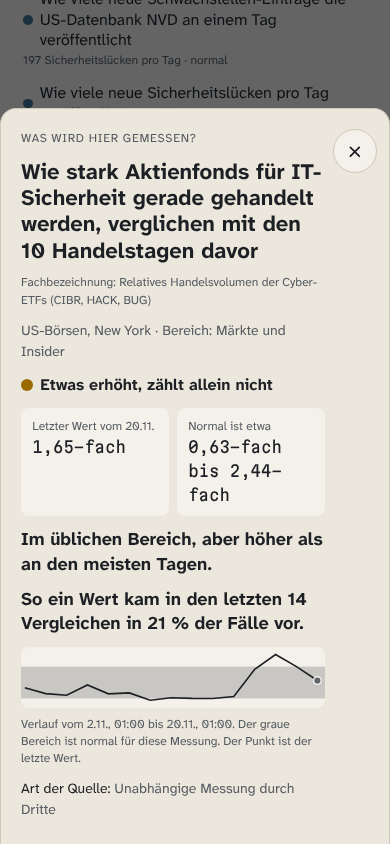 Wie viele neue Schwachstellen-Einträge die
US-Datenbank NVD an einem Tag
veröffentlicht
197 Sicherheitslücken pro Tag · normal
Wie viele neue Sicherheitslücken pro Tag
WAS WIRD HIER GEMESSEN?
Wie stark Aktienfonds für IT-
Sicherheit gerade gehandelt
werden, verglichen mit den
10 Handelstagen davor
Fachbezeichnung: Relatives Handelsvolumen der Cyber-
ETFs (CIBR, HACK, BUG)
US-Börsen, New York · Bereich: Märkte und
Insider
Etwas erhöht, zählt allein nicht
Letzter Wert vom 20.11.
1,65-fach
Normal ist etwa
0,63-fach
bis 2,44-
fach
Im üblichen Bereich, aber höher als
an den meisten Tagen.
So ein Wert kam in den letzten 14
Vergleichen in 21 % der Fälle vor.
Verlauf vom 2.11., 01:00 bis 20.11., 01:00. Der graue
Bereich ist normal für diese Messung. Der Punkt ist der
letzte Wert.
Art der Quelle: Unabhängige Messung durch
Dritte